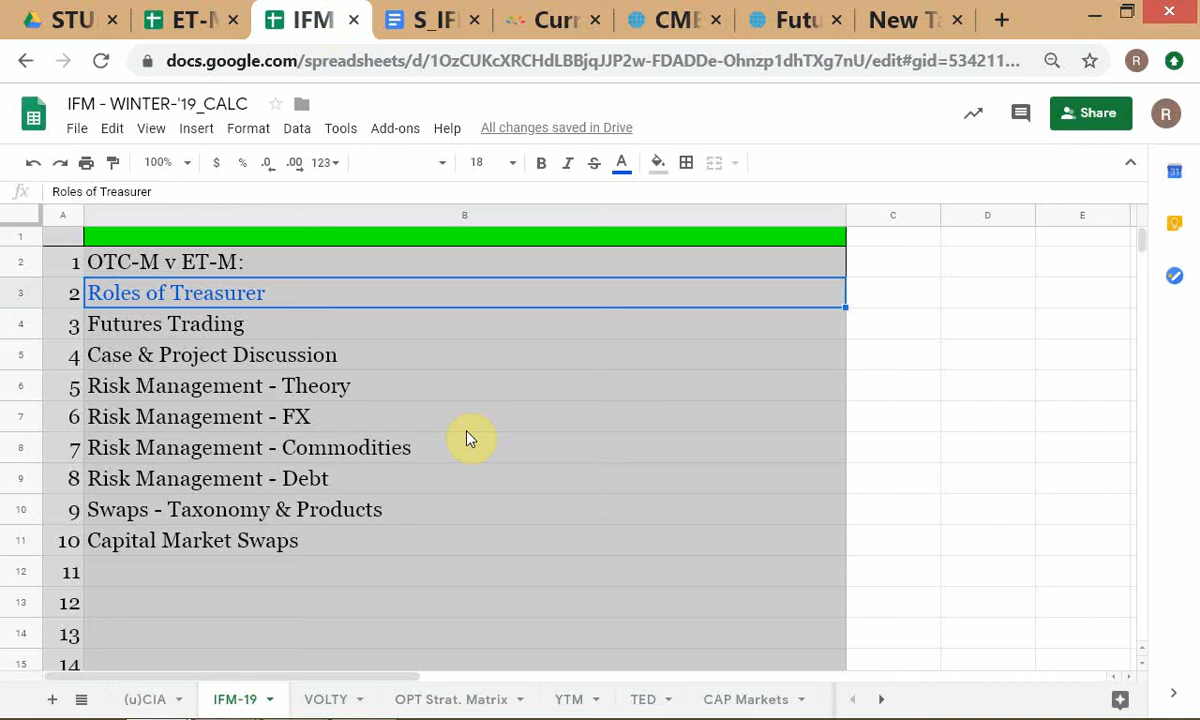 STU
ET-M
IFM
S_IFI
Curr
CME
Futu
New Ta
docs.google.com/spreadsheets/d/1OzCUKcXRCHdLBBjqJJP2w-FDADDe-Ohnzp1dhTXg7nU/edit#gid=534211...
R
IFM - WINTER-'19_CALC
File Edit View Insert Format Data Tools Add-ons Help All changes saved in Drive
Share
R
100% $ % .0 .00 123 18 B I S A
31
fx Roles of Treasurer
A B C D E
1
2 1 OTC-M v ET-M:
3 2 Roles of Treasurer
4 3 Futures Trading
5 4 Case & Project Discussion
6 5 Risk Management - Theory
7 6 Risk Management - FX
8 7 Risk Management - Commodities
9 8 Risk Management - Debt
10 9 Swaps - Taxonomy & Products
11 10 Capital Market Swaps
12 11
13 12
14 13
15 14
(u)CIA IFM-19 VOLTY OPT Strat. Matrix YTM TED CAP Markets